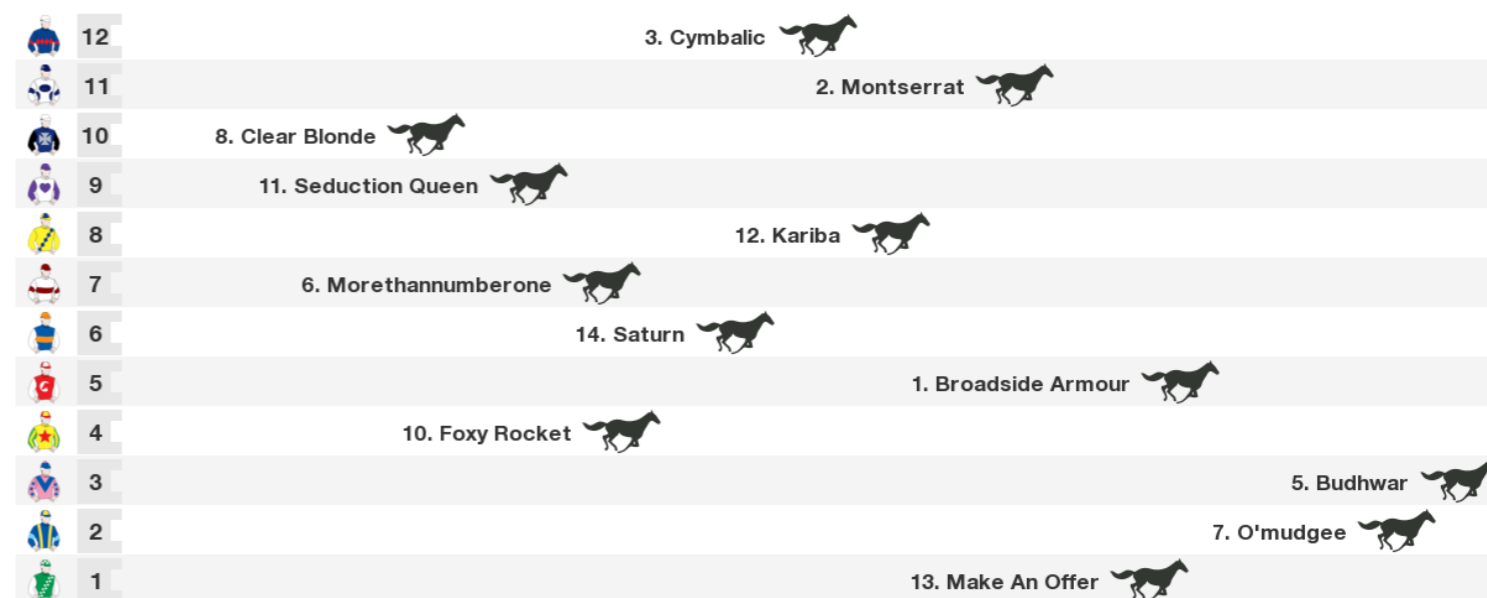 12 3. Cymbalic
11 2. Montserrat
10 8. Clear Blonde
9 11. Seduction Queen
8 12. Kariba
7 6. Morethannumberone
6 14. Saturn
5 1. Broadside Armour
4 10. Foxy Rocket
3 5. Budhwar
2 7. O'mudgee
1 13. Make An Offer